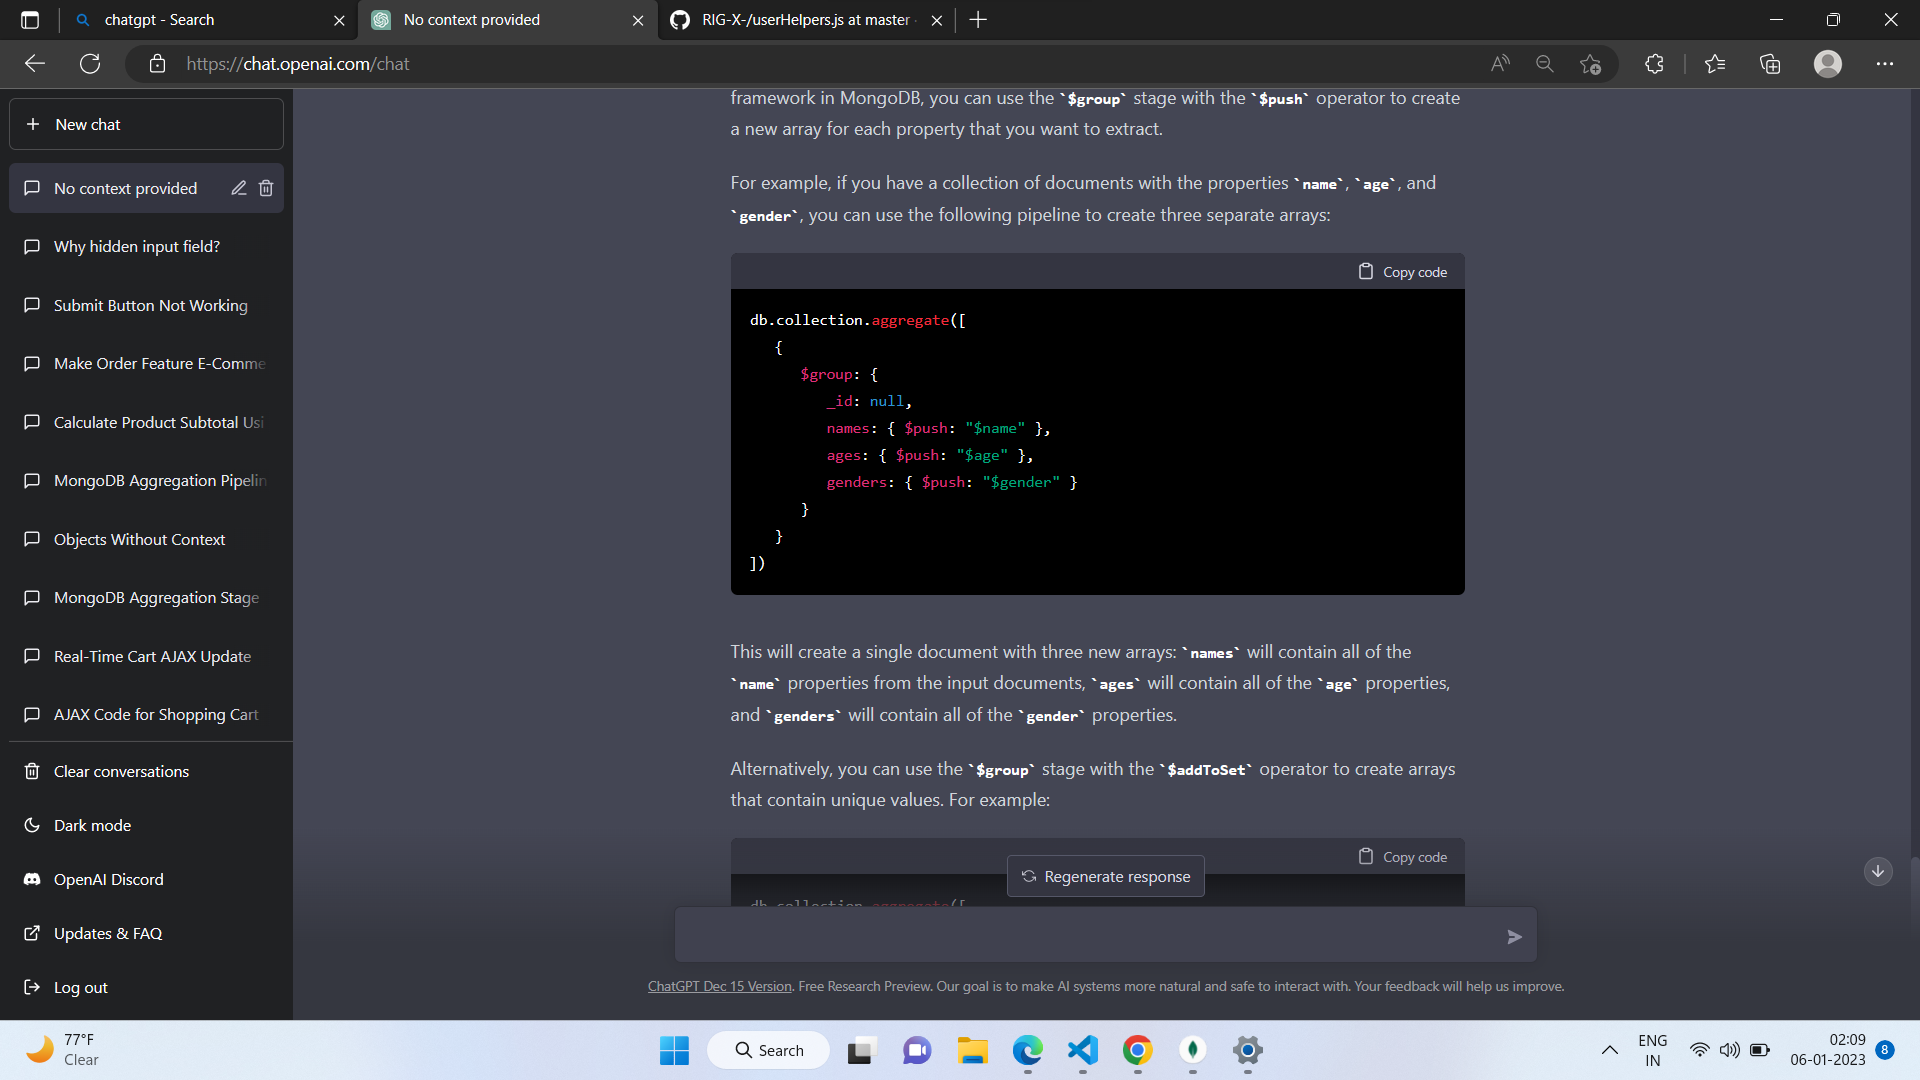 chatgpt - Search
No context provided
RIG-X-/userHelpers.js at master
https://chat.openai.com/chat
New chat
No context provided
Why hidden input field?
Submit Button Not Working
Make Order Feature E-Comme
Calculate Product Subtotal Usi
MongoDB Aggregation Pipelin
Objects Without Context
MongoDB Aggregation Stage
Real-Time Cart AJAX Update
AJAX Code for Shopping Cart
Clear conversations
Dark mode
OpenAI Discord
Updates & FAQ
Log out
framework in MongoDB, you can use the `$group` stage with the `$push` operator to create
a new array for each property that you want to extract.
For example, if you have a collection of documents with the properties `name`, `age`, and
`gender`, you can use the following pipeline to create three separate arrays:
Copy code
db.collection.aggregate([
{
$group: {
_id: null,
names: { $push: "$name" },
ages: { $push: "$age" },
genders: { $push: "$gender" }
}
}
])
This will create a single document with three new arrays: `names` will contain all of the
`name` properties from the input documents, `ages` will contain all of the `age` properties,
and `genders` will contain all of the `gender` properties.
Alternatively, you can use the `$group` stage with the `$addToSet` operator to create arrays
that contain unique values. For example:
Copy code
db.collection.aggregate([
Regenerate response
ChatGPT Dec 15 Version. Free Research Preview. Our goal is to make AI systems more natural and safe to interact with. Your feedback will help us improve.
77°F
Clear
Search
ENG
IN
02:09
06-01-2023
8